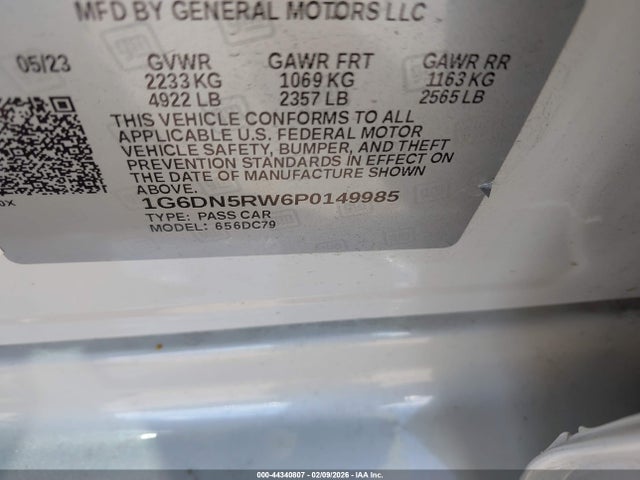 MFD BY GENERAL MOTORS LLC
05/23 GVWR GAWR FRT GAWR RR
2233 KG 1069 KG 1163 KG
4922 LB 2357 LB 2565 LB
THIS VEHICLE CONFORMS TO ALL
APPLICABLE U.S. FEDERAL MOTOR
VEHICLE SAFETY, BUMPER, AND THEFT
PREVENTION STANDARDS IN EFFECT ON
THE DATE OF MANUFACTURE SHOWN
ABOVE.
1G6DN5RW6P0149985
TYPE: PASS CAR
MODEL: 656DC79
000-44340807 - 02/09/2026 - IAA Inc.